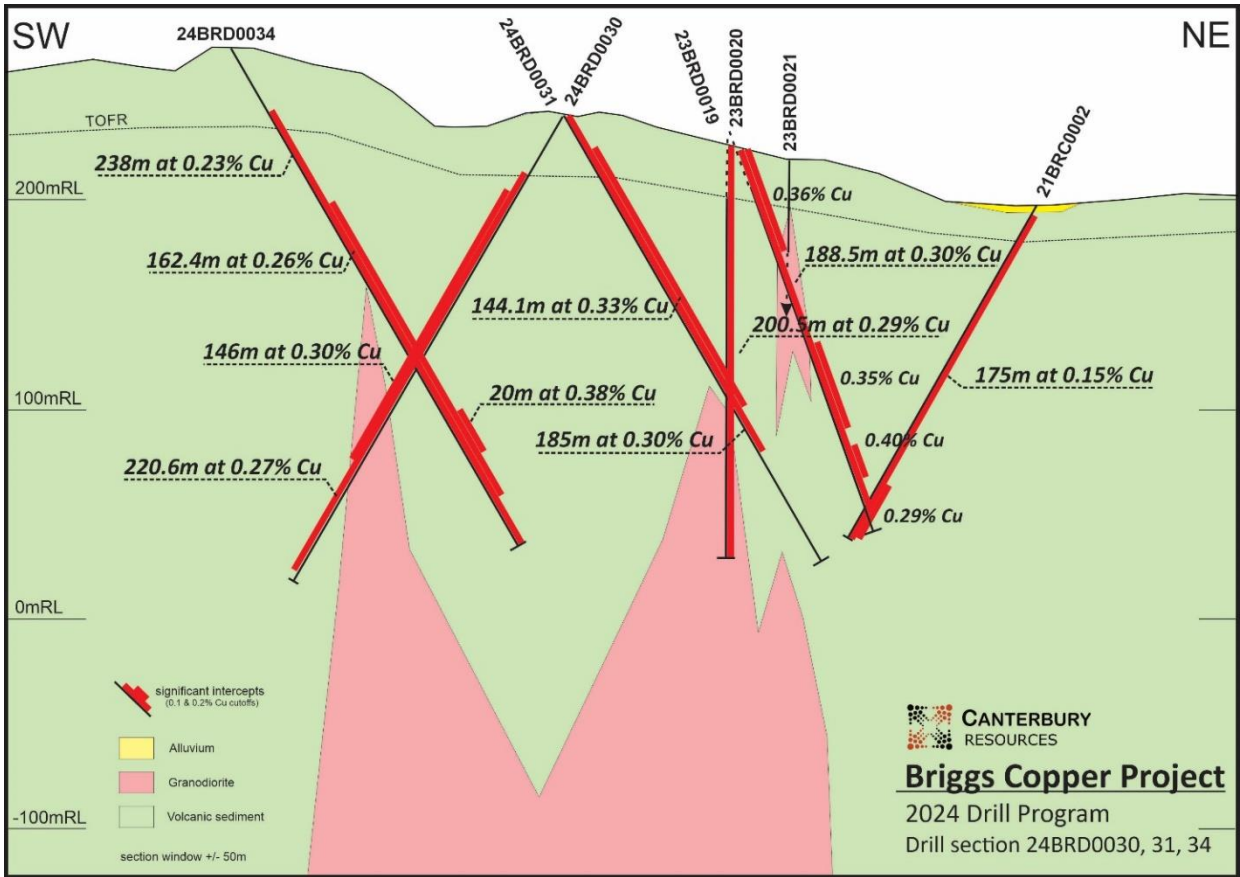 SW
NE
24BRD0034
24BRD0031
24BRD0030
23BRD0019
23BRD0020
23BRD0021
21BRC0002
TOFR
238m at 0.23% Cu
0.36% Cu
200mRL
162.4m at 0.26% Cu
188.5m at 0.30% Cu
144.1m at 0.33% Cu
200.5m at 0.29% Cu
146m at 0.30% Cu
0.35% Cu
175m at 0.15% Cu
20m at 0.38% Cu
100mRL
185m at 0.30% Cu
0.40% Cu
220.6m at 0.27% Cu
0.29% Cu
0mRL
-100mRL
significant intercepts
(0.1 & 0.2% Cu cutoffs)
Alluvium
Granodiorite
Volcanic sediment
section window +/- 50m
CANTERBURY
RESOURCES
Briggs Copper Project
2024 Drill Program
Drill section 24BRD0030, 31, 34